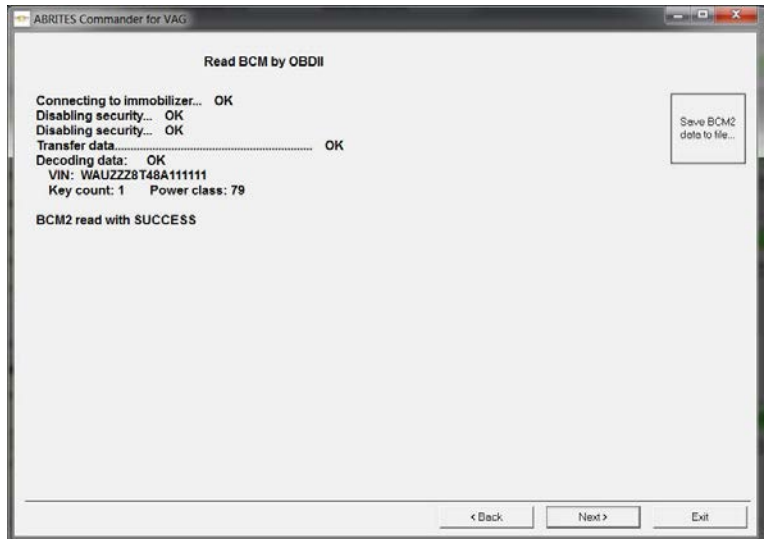 ABRITES Commander for VAG
Read BCM by OBDII
Connecting to immobilizer... OK
Disabling security... OK
Disabling security... OK
Transfer data.................................................................... OK
Decoding data: OK
VIN: WAUZZZ8T48A111111
Key count: 1 Power class: 79
BCM2 read with SUCCESS
Save BCM2
data to file...
< Back
Next >
Exit